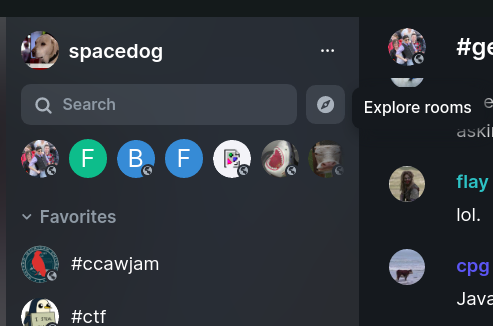 spacedog
#ge
Search
Explore rooms
askin
F
B
F
flay
lol.
Favorites
#ccawjam
cpg
Java
#ctf